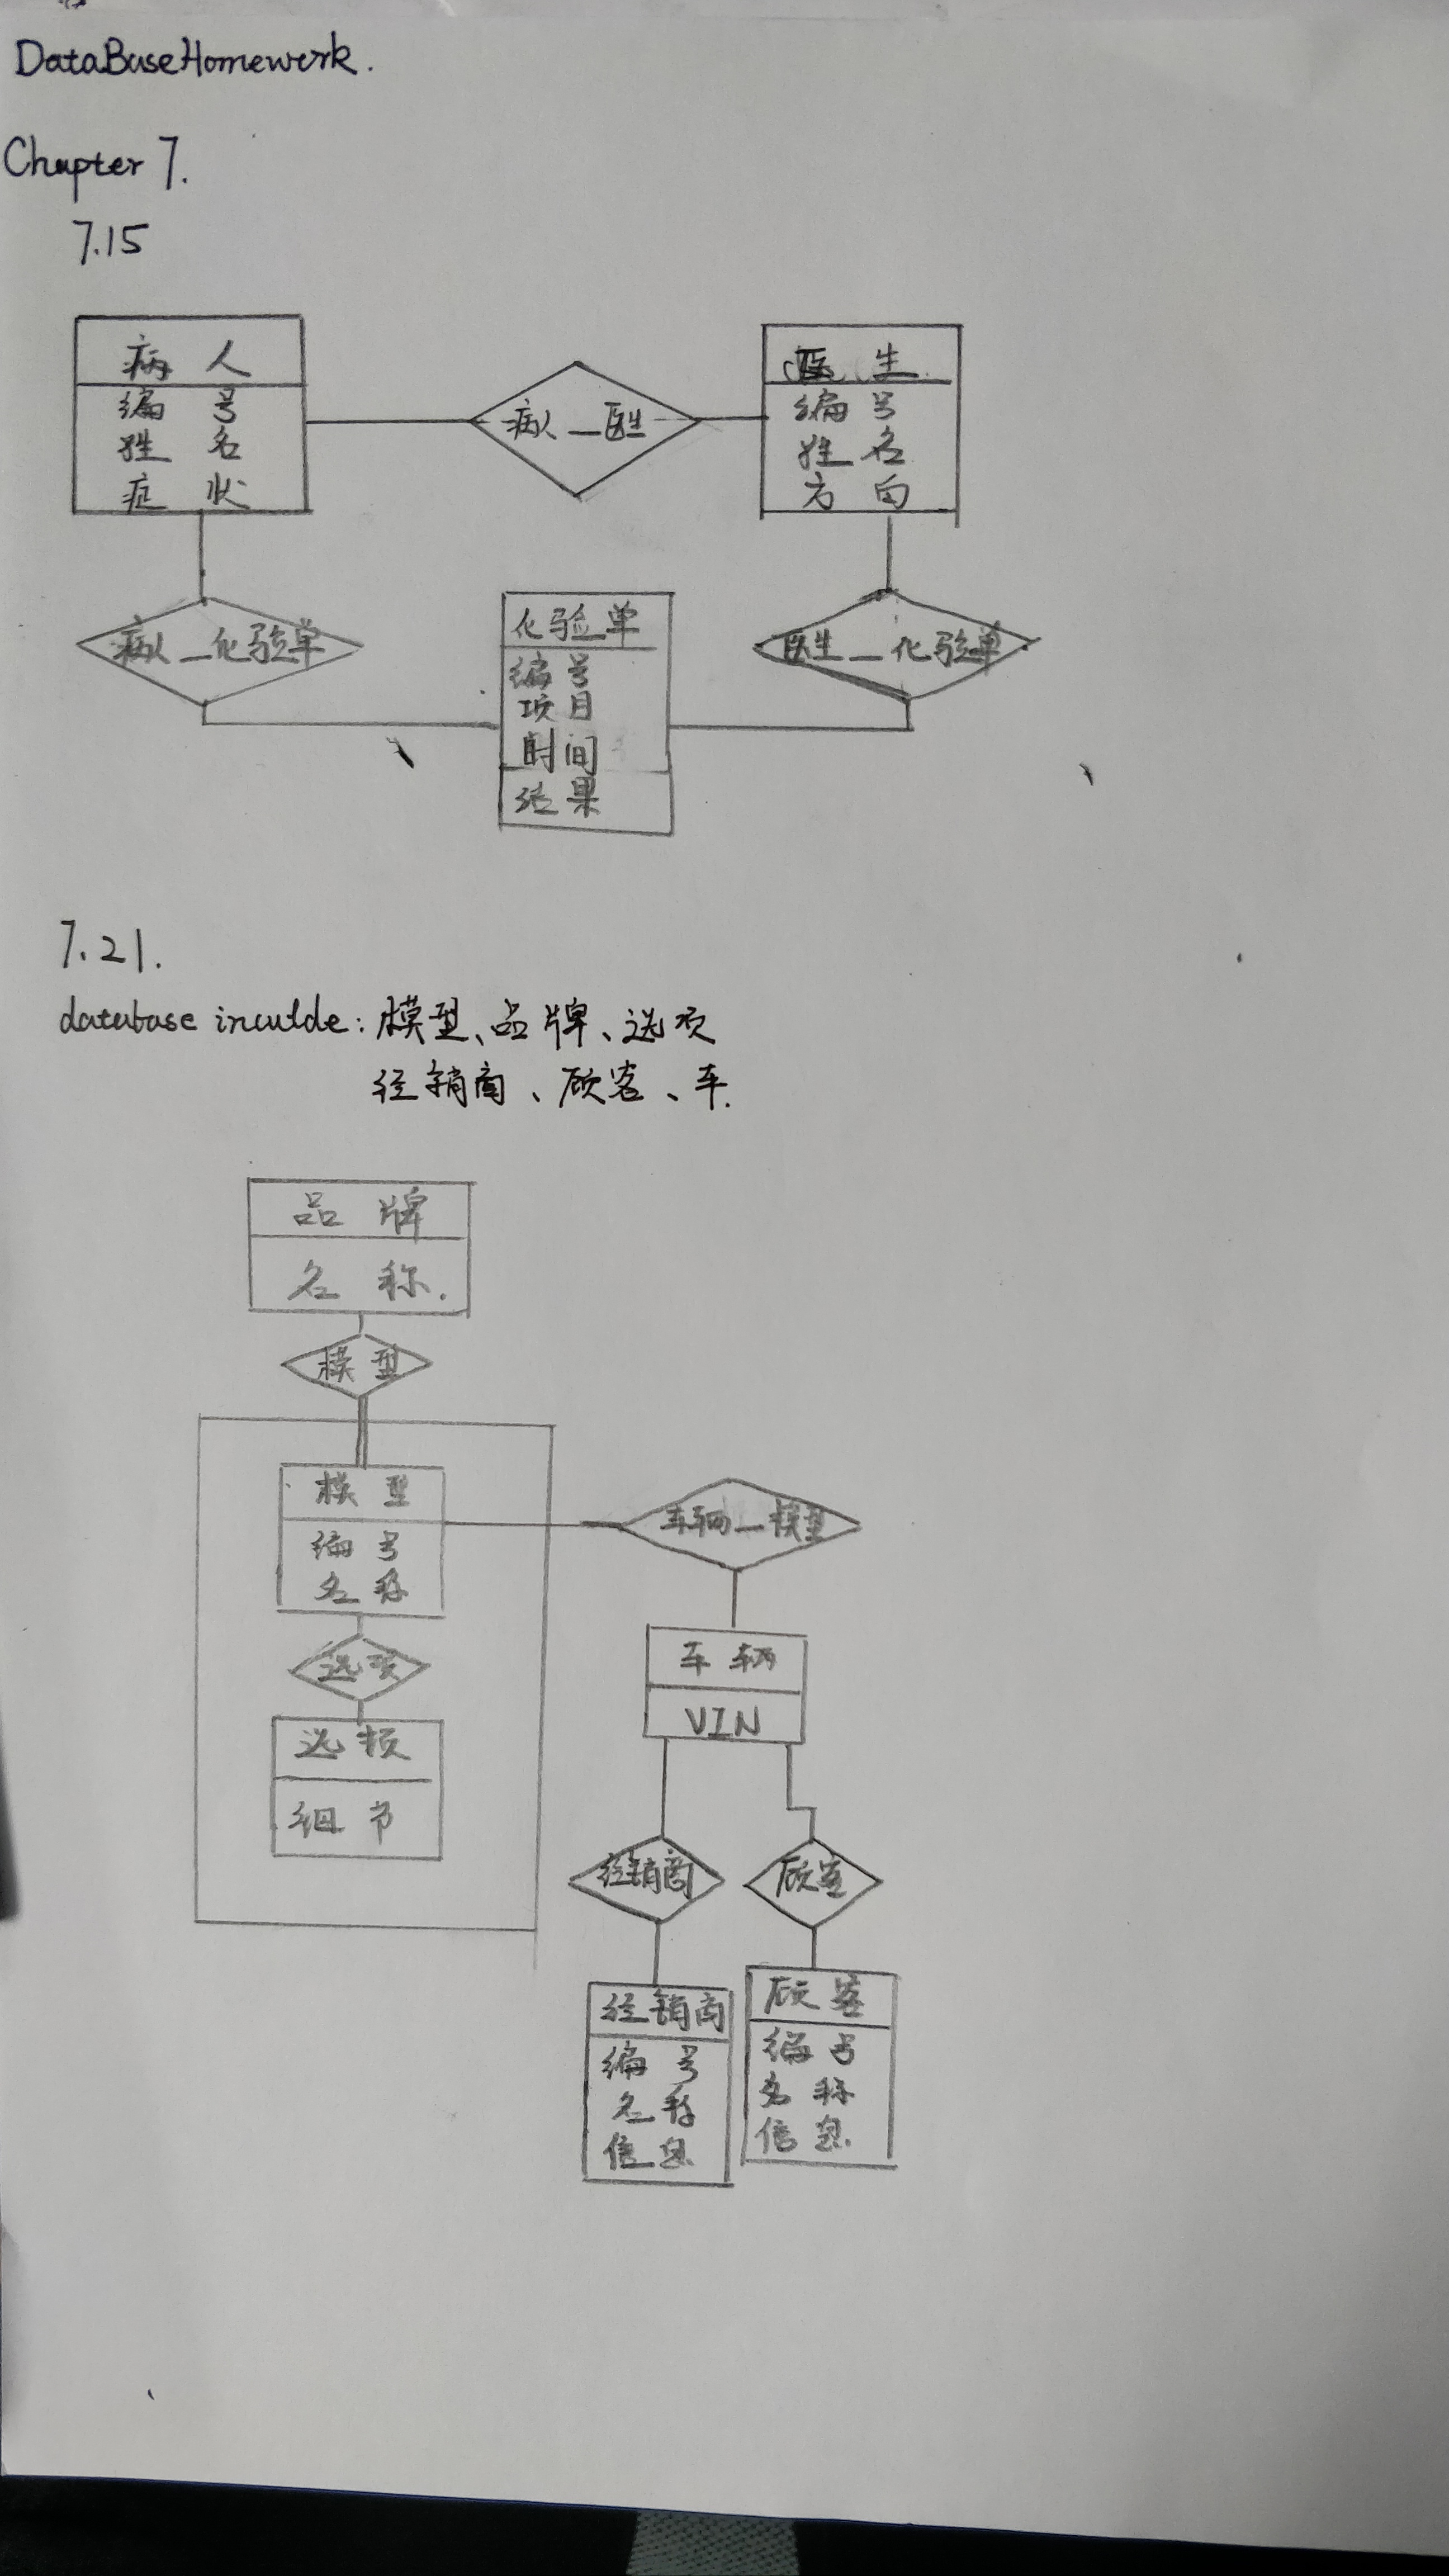 DataBaseHomework.
Chapter 7.
7.15
病人
编号
姓名
症状
病人_医生
医生
编号
姓名
方向
病人_化验单
化验单
编号
项目
时间
结果
医生_化验单
7.21.
database inculde: 模型、品牌、选项
经销商、顾客、车.
品牌
名称.
模型
模型
编号
名称
车辆_模型
选项
选项
细节
车辆
VIN
经销商
顾客
经销商
编号
名称
信息
顾客
编号
名称
信息